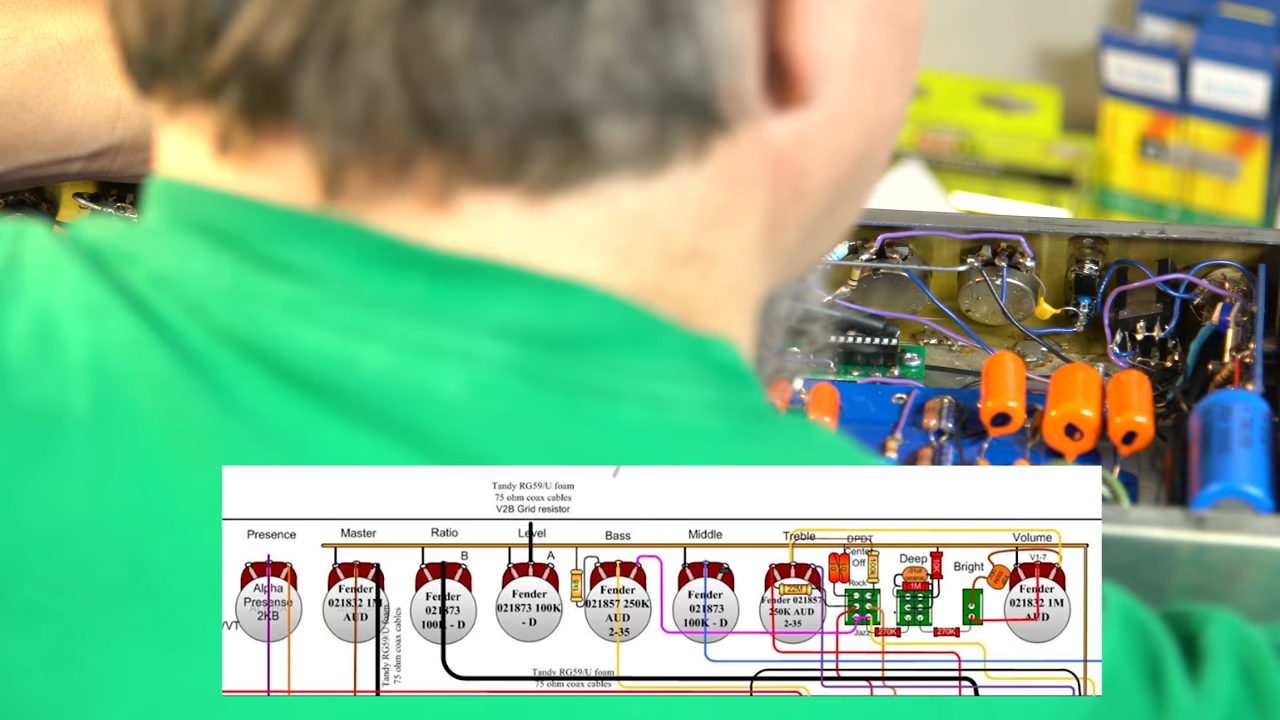 Tandy RG59/U foam
75 ohm coax cables
V2B Grid resistor
Presence
Master
Ratio
Level
Bass
Middle
Treble
DPDT
Center
Off
Deep
Bright
Volume
B
A
V1-7
Rock
Jazz
Alpha
Presense
2KB
/VT
Fender
021832 1M
AUD
Tandy RG59/U foam
75 ohm coax cables
Fender
021873
100K - D
Fender
021873 100K
- D
Fender
021857 250K
AUD
2-35
Fender
021873
100K - D
22M
Fender 021857
250K AUD
2-35
100K
1M
270K
270K
Fender
021832 1M
AUD
Tandy RG59/U foam
75 ohm coax cables